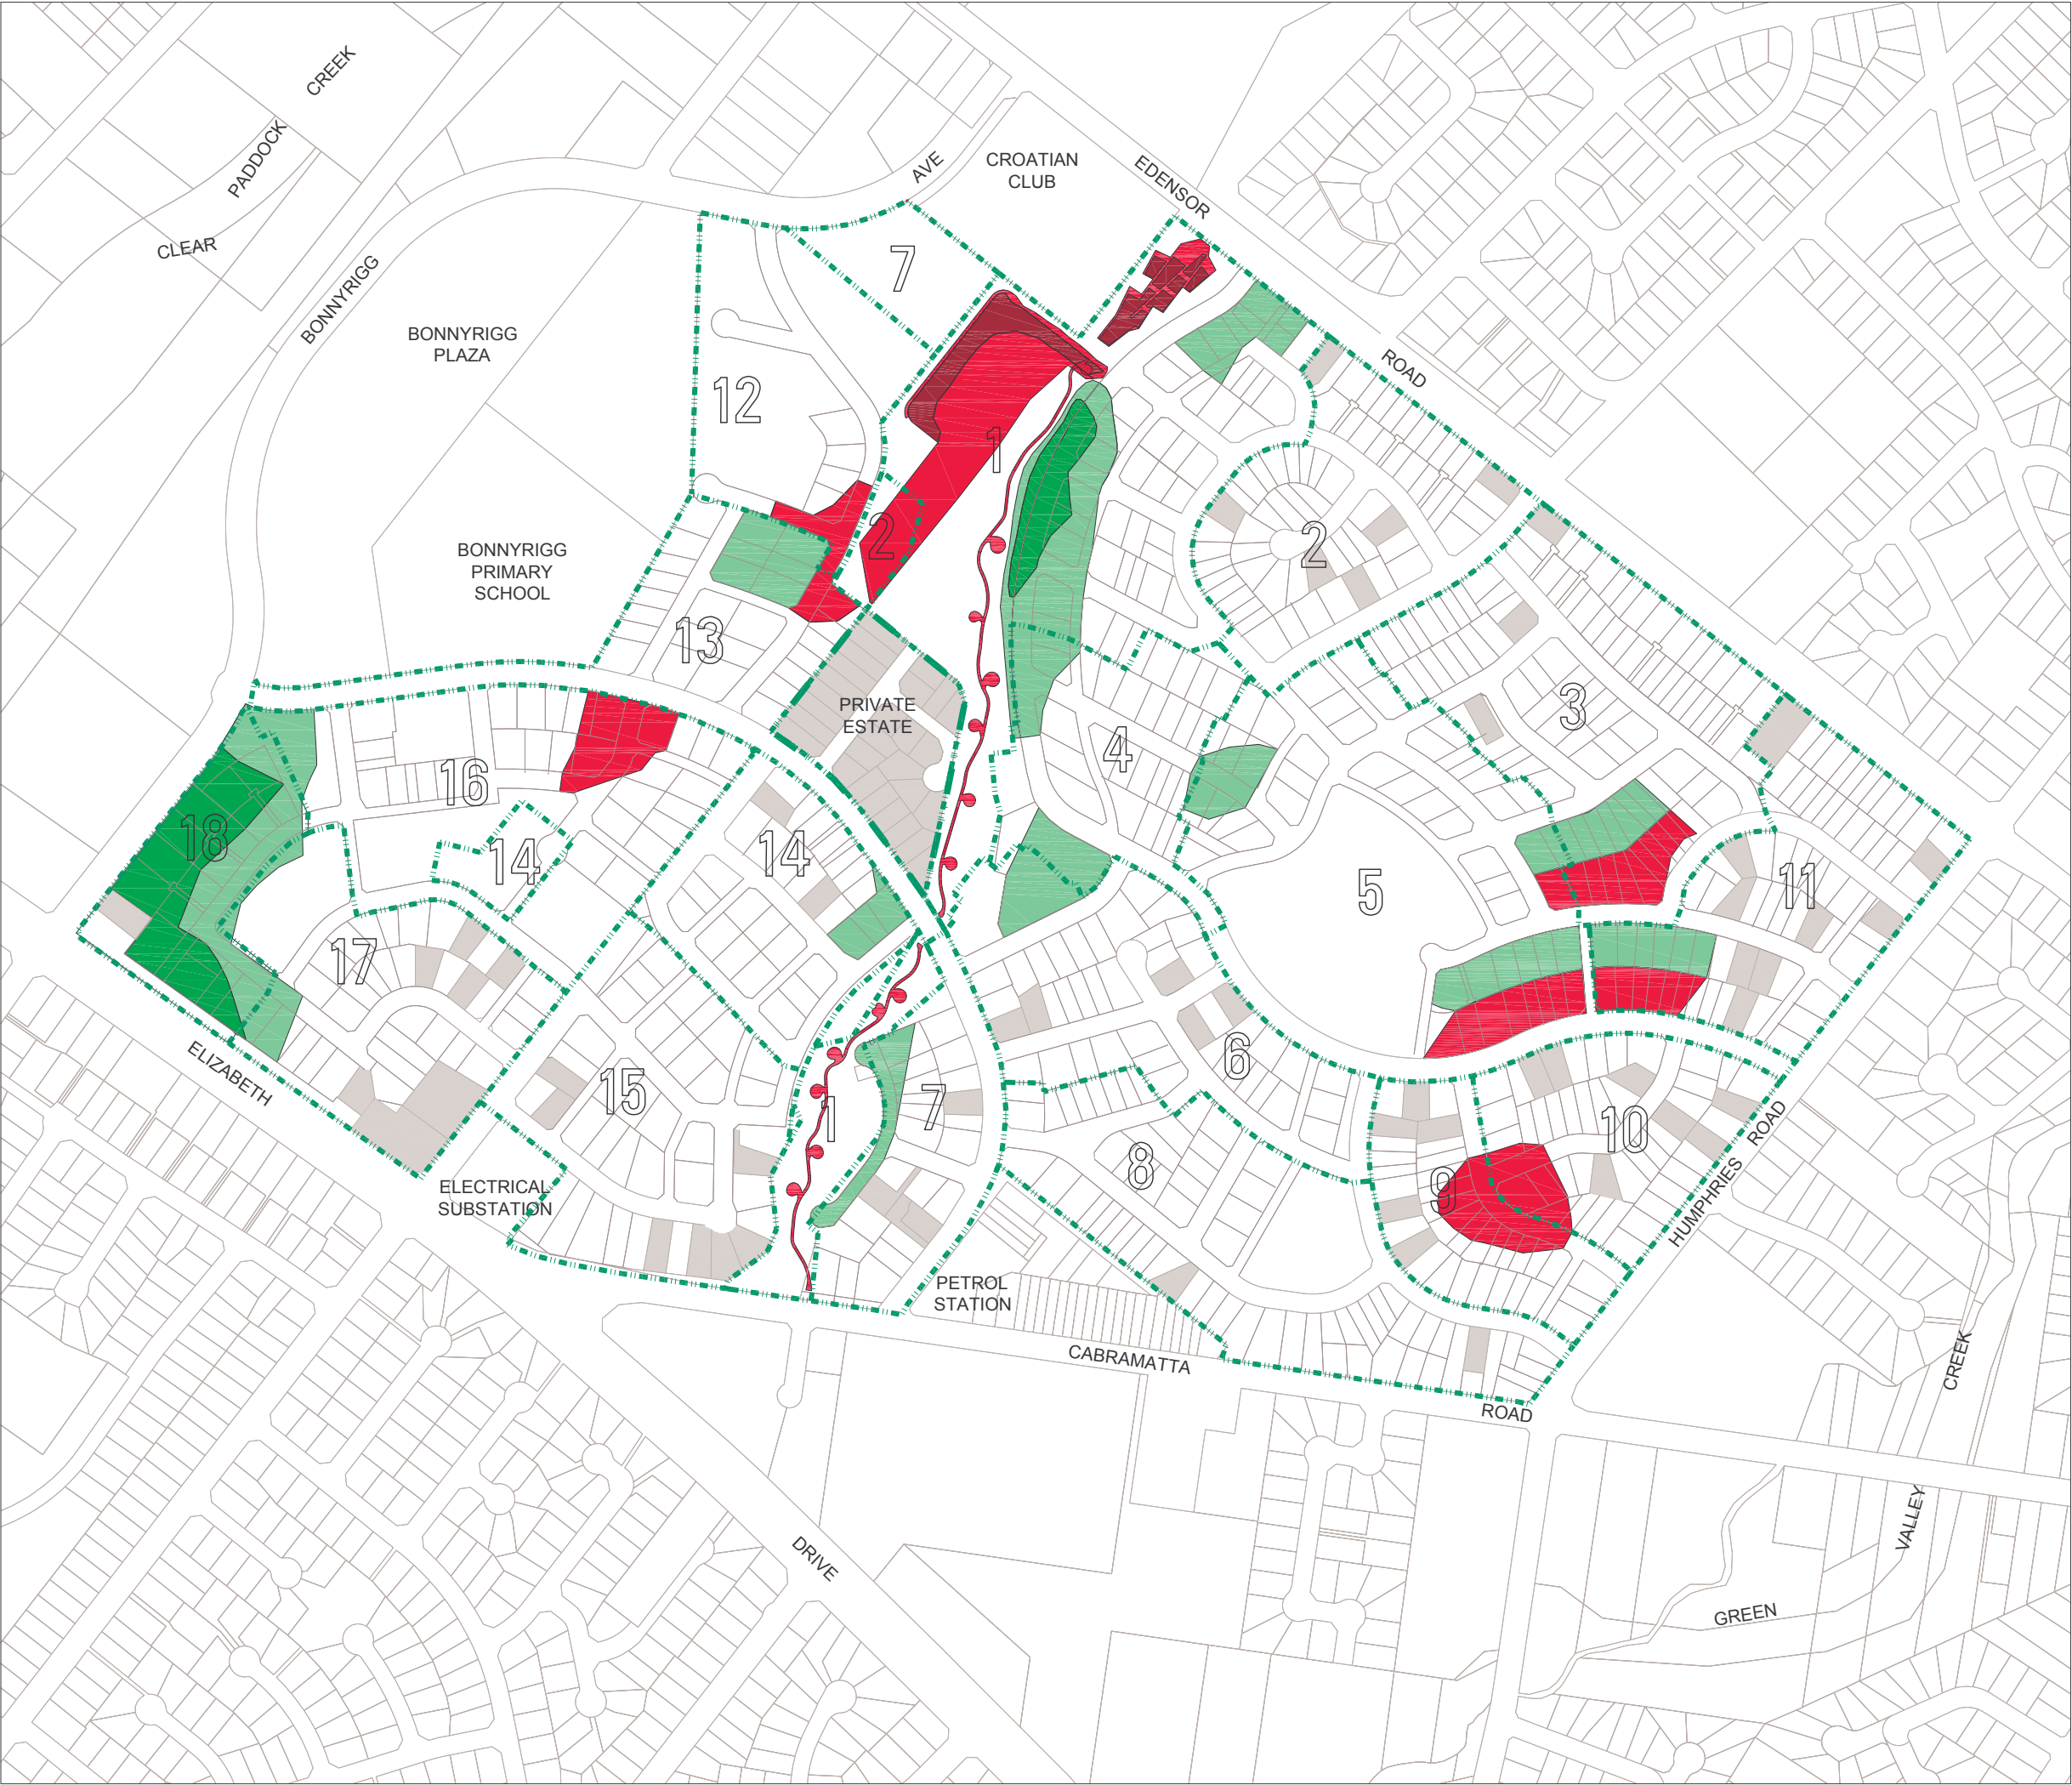 CREEK
PADDOCK
CLEAR
BONNYRIGG
AVE
CROATIAN
CLUB
EDENSOR
ROAD
BONNYRIGG
PLAZA
BONNYRIGG
PRIMARY
SCHOOL
7
12
1
2
2
13
PRIVATE
ESTATE
3
4
16
18
14
14
5
11
17
15
1
7
6
8
9
10
ELIZABETH
ELECTRICAL
SUBSTATION
HUMPHRIES
ROAD
PETROL
STATION
CABRAMATTA
ROAD
DRIVE
GREEN
VALLEY
CREEK